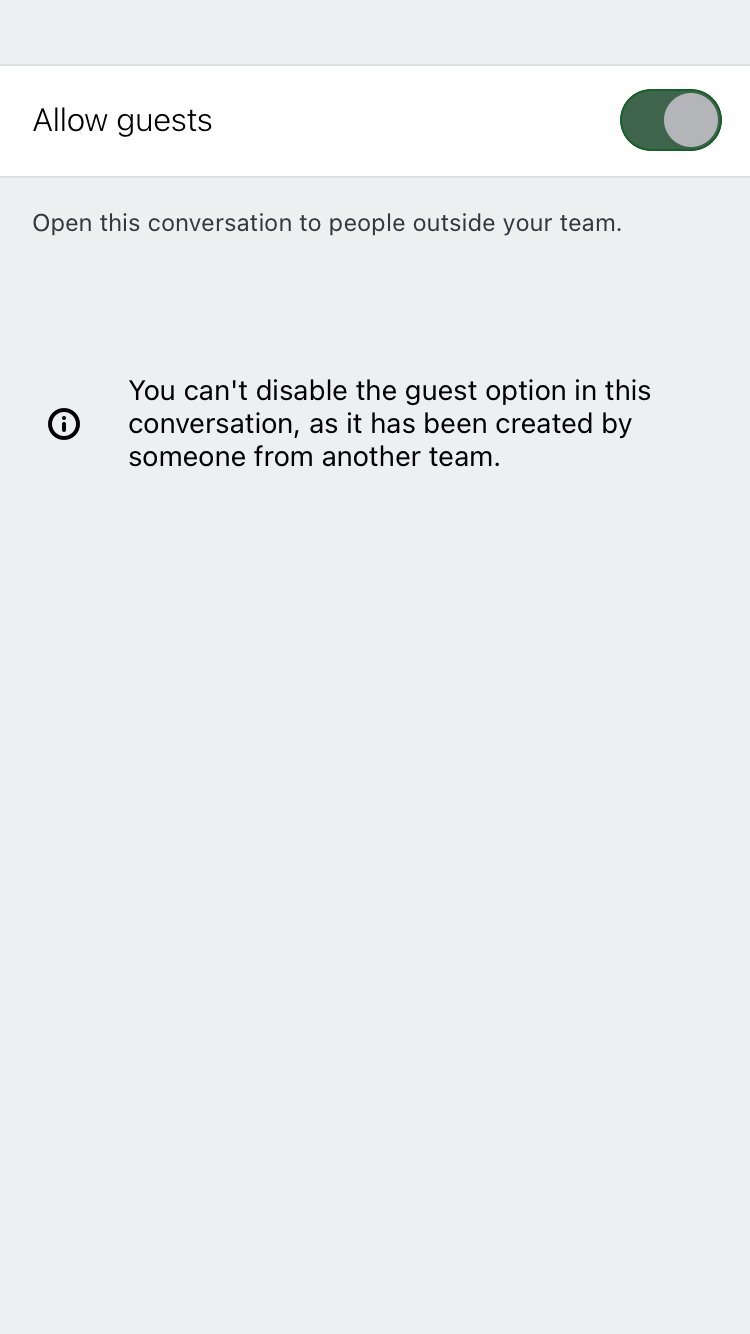 Allow guests
Open this conversation to people outside your team.
You can't disable the guest option in this
conversation, as it has been created by
someone from another team.